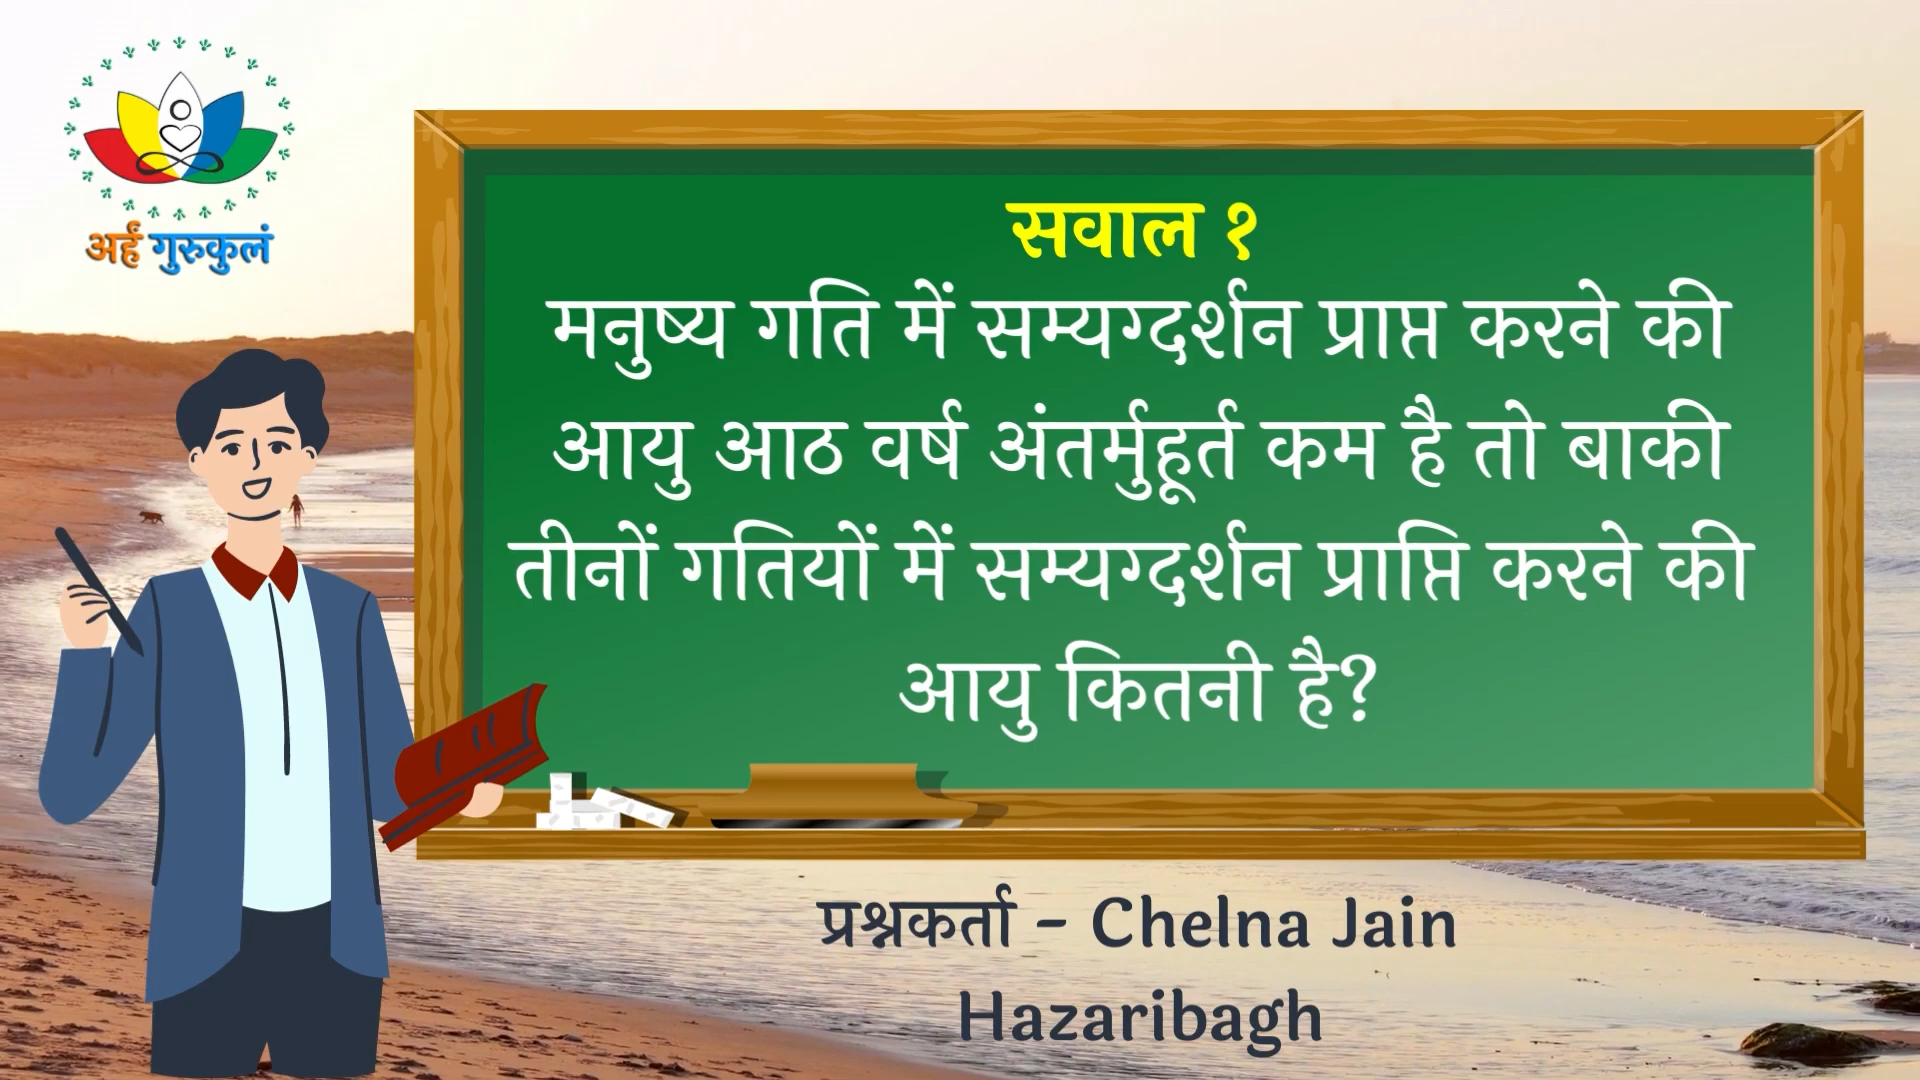 अर्हं गुरुकुलं
सवाल १
मनुष्य गति में सम्यग्दर्शन प्राप्त करने की
आयु आठ वर्ष अंतर्मुहूर्त कम है तो बाकी
तीनों गतियों में सम्यग्दर्शन प्राप्ति करने की
आयु कितनी है?
प्रश्नकर्ता - Chelna Jain
Hazaribagh